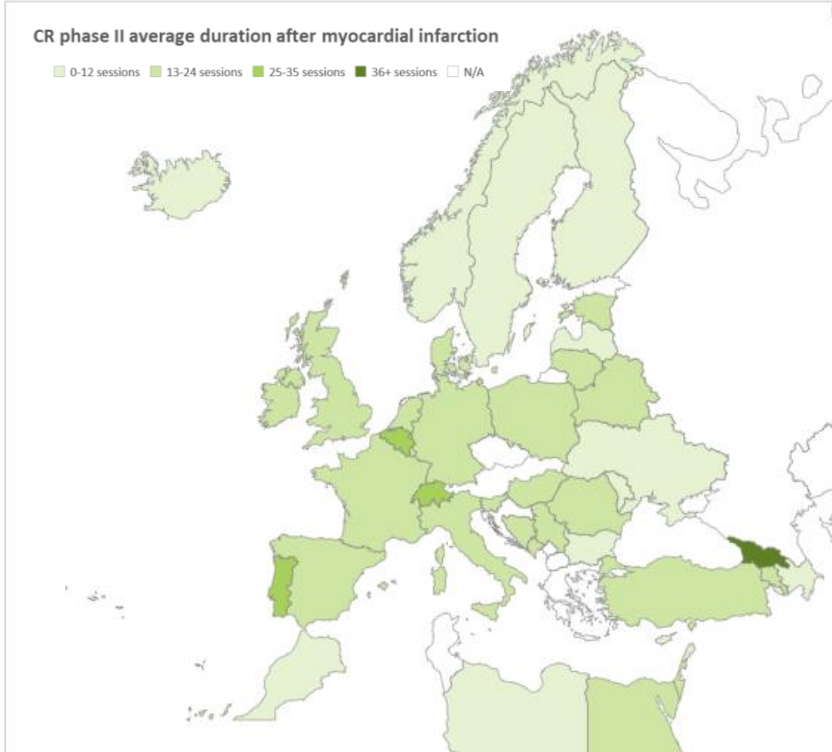 CR phase II average duration after myocardial infarction
0-12 sessions 13-24 sessions 25-35 sessions 36+ sessions N/A